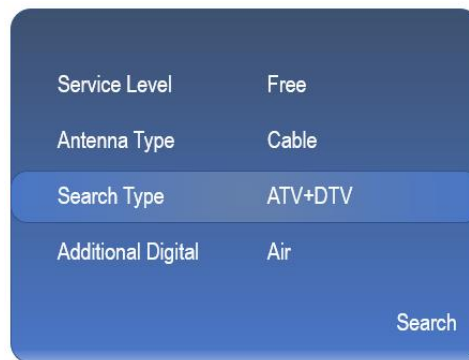 Service Level Free
Antenna Type Cable
Search Type ATV+DTV
Additional Digital Air
Search